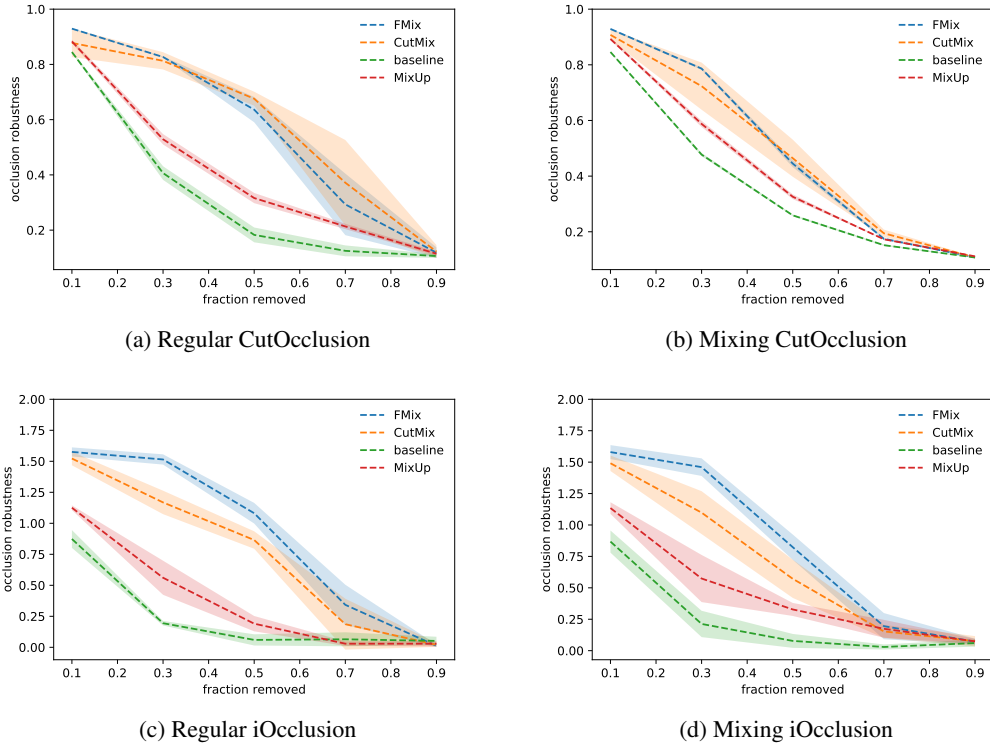 1.0
0.8
0.6
0.4
0.2
occlusion robustness
FMix
CutMix
baseline
MixUp
0.1 0.2 0.3 0.4 0.5 0.6 0.7 0.8 0.9
fraction removed
(a) Regular CutOcclusion
1.0
0.8
0.6
0.4
0.2
occlusion robustness
FMix
CutMix
baseline
MixUp
0.1 0.2 0.3 0.4 0.5 0.6 0.7 0.8 0.9
fraction removed
(b) Mixing CutOcclusion
2.00
1.75
1.50
1.25
1.00
0.75
0.50
0.25
0.00
occlusion robustness
FMix
CutMix
baseline
MixUp
0.1 0.2 0.3 0.4 0.5 0.6 0.7 0.8 0.9
fraction removed
(c) Regular iOcclusion
2.00
1.75
1.50
1.25
1.00
0.75
0.50
0.25
0.00
occlusion robustness
FMix
CutMix
baseline
MixUp
0.1 0.2 0.3 0.4 0.5 0.6 0.7 0.8 0.9
fraction removed
(d) Mixing iOcclusion